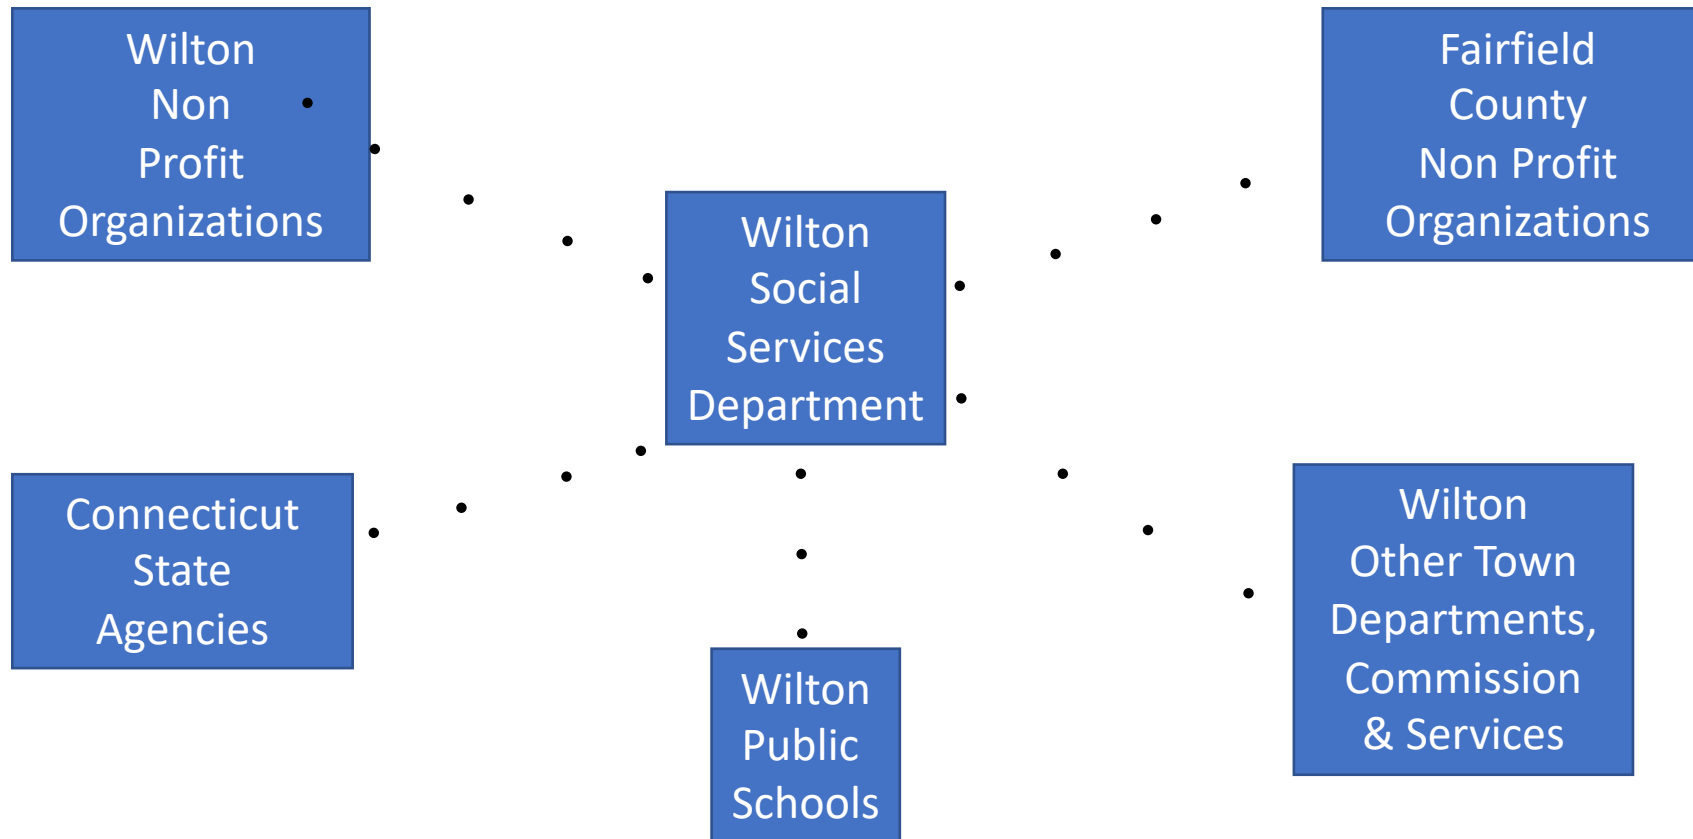 Wilton
Non
Profit
Organizations
Fairfield
County
Non Profit
Organizations
Wilton
Social
Services
Department
Connecticut
State
Agencies
Wilton
Other Town
Departments,
Commission
& Services
Wilton
Public
Schools